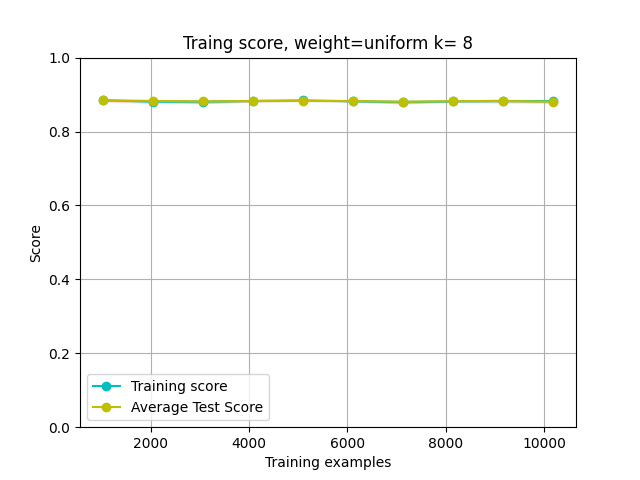 Traing score, weight=uniform k= 8
1.0
0.8
0.6
0.4
0.2
0.0
Score
Training score
Average Test Score
2000 4000 6000 8000 10000
Training examples